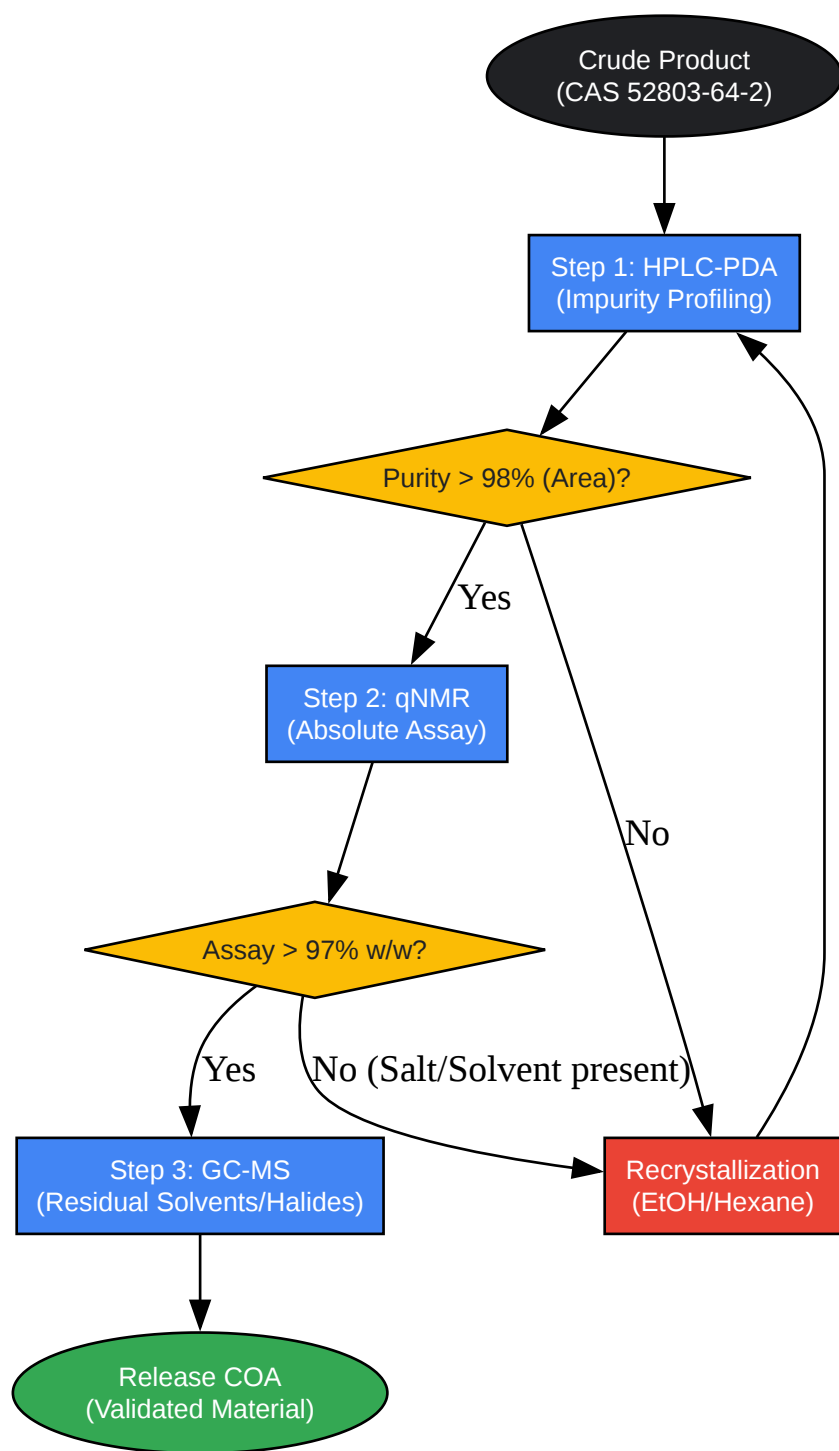 Crude Product
(CAS 52803-64-2)
Step 1: HPLC-PDA
(Impurity Profiling)
Purity > 98% (Area)?
Yes
Step 2: qNMR
(Absolute Assay)
No
Assay > 97% w/w?
Yes
No (Salt/Solvent present)
Step 3: GC-MS
(Residual Solvents/Halides)
Recrystallization
(EtOH/Hexane)
Release COA
(Validated Material)